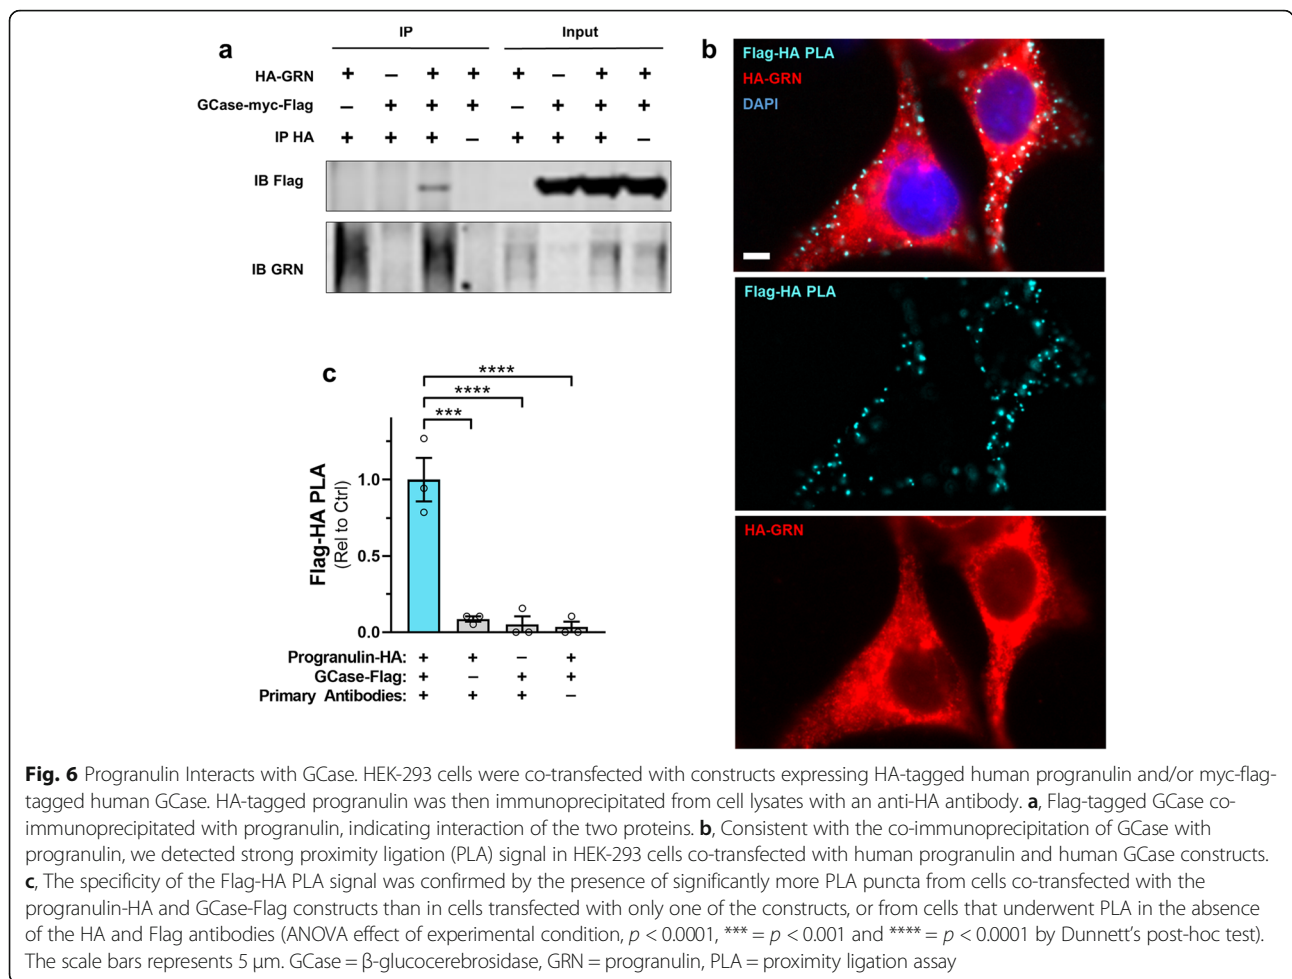 a
IP Input
HA-GRN + – + + + – + +
GCase-myc-Flag – + + + – + + +
IP HA + + + – + + + –
IB Flag
IB GRN
b
Flag-HA PLA
HA-GRN
DAPI
Flag-HA PLA
HA-GRN
c
****
****
***
Flag-HA PLA
(Rel to Ctrl)
1.0
0.5
0.0
Progranulin-HA: + + – +
GCase-Flag: + – + +
Primary Antibodies: + + + –
Fig. 6 Progranulin Interacts with GCase. HEK-293 cells were co-transfected with constructs expressing HA-tagged human progranulin and/or myc-flag-
tagged human GCase. HA-tagged progranulin was then immunoprecipitated from cell lysates with an anti-HA antibody. a, Flag-tagged GCase co-
immunoprecipitated with progranulin, indicating interaction of the two proteins. b, Consistent with the co-immunoprecipitation of GCase with
progranulin, we detected strong proximity ligation (PLA) signal in HEK-293 cells co-transfected with human progranulin and human GCase constructs.
c, The specificity of the Flag-HA PLA signal was confirmed by the presence of significantly more PLA puncta from cells co-transfected with the
progranulin-HA and GCase-Flag constructs than in cells transfected with only one of the constructs, or from cells that underwent PLA in the absence
of the HA and Flag antibodies (ANOVA effect of experimental condition, p < 0.0001, *** = p < 0.001 and **** = p < 0.0001 by Dunnett's post-hoc test).
The scale bars represents 5 μm. GCase = β-glucocerebrosidase, GRN = progranulin, PLA = proximity ligation assay